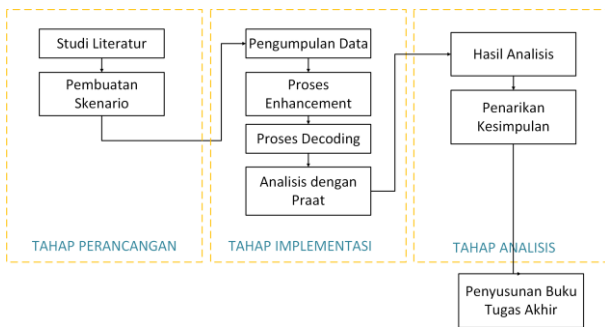 Studi Literatur
Pembuatan
Skenario
TAHAP PERANCANGAN
Pengumpulan Data
Proses
Enhancement
Proses Decoding
Analisis dengan
Praat
TAHAP IMPLEMENTASI
Hasil Analisis
Penarikan
Kesimpulan
TAHAP ANALISIS
Penyusunan Buku
Tugas Akhir